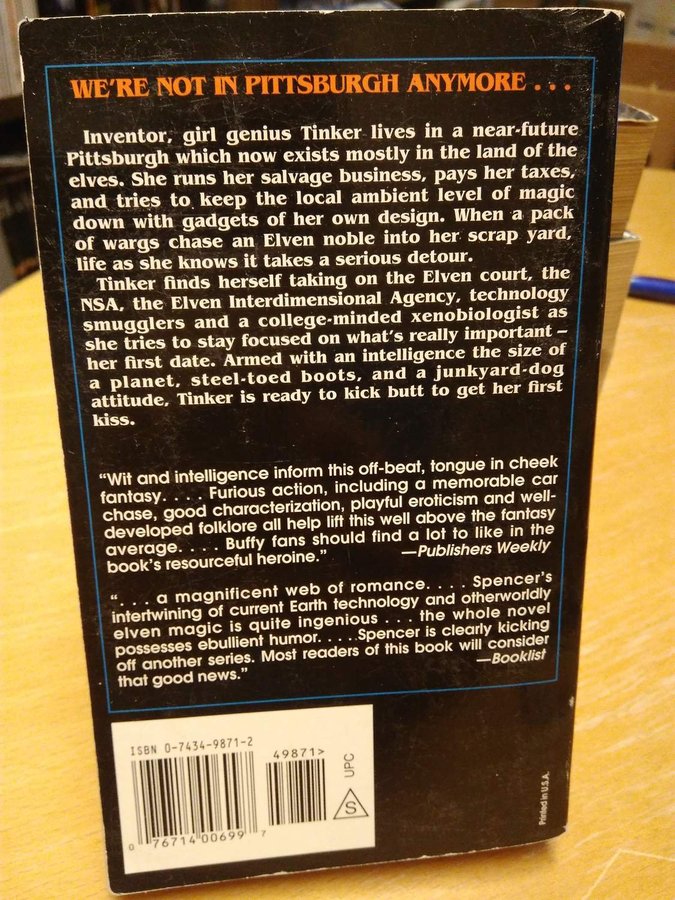 WE'RE NOT IN PITTSBURGH ANYMORE . . .
Inventor, girl genius Tinker lives in a near-future
Pittsburgh which now exists mostly in the land of the
elves. She runs her salvage business, pays her taxes,
and tries to keep the local ambient level of magic
down with gadgets of her own design. When a pack
of wargs chase an Elven noble into her scrap yard,
life as she knows it takes a serious detour.
Tinker finds herself taking on the Elven court, the
NSA, the Elven Interdimensional Agency, technology
smugglers and a college-minded xenobiologist as
she tries to stay focused on what's really important –
her first date. Armed with an intelligence the size of
a planet, steel-toed boots, and a junkyard-dog
attitude, Tinker is ready to kick butt to get her first
kiss.
"Wit and intelligence inform this off-beat, tongue in cheek
fantasy. . . . Furious action, including a memorable car
chase, good characterization, playful eroticism and well-
developed folklore all help lift this well above the fantasy
average. . . . Buffy fans should find a lot to like in the
book's resourceful heroine." —Publishers Weekly
". . . a magnificent web of romance. . . . Spencer's
intertwining of current Earth technology and otherworldly
elven magic is quite ingenious . . . the whole novel
possesses ebullient humor. . . .Spencer is clearly kicking
off another series. Most readers of this book will consider
that good news." —Booklist
ISBN 0-7434-9871-2
49871>
UPC
S
0 76714 00699 7
Printed in U.S.A.